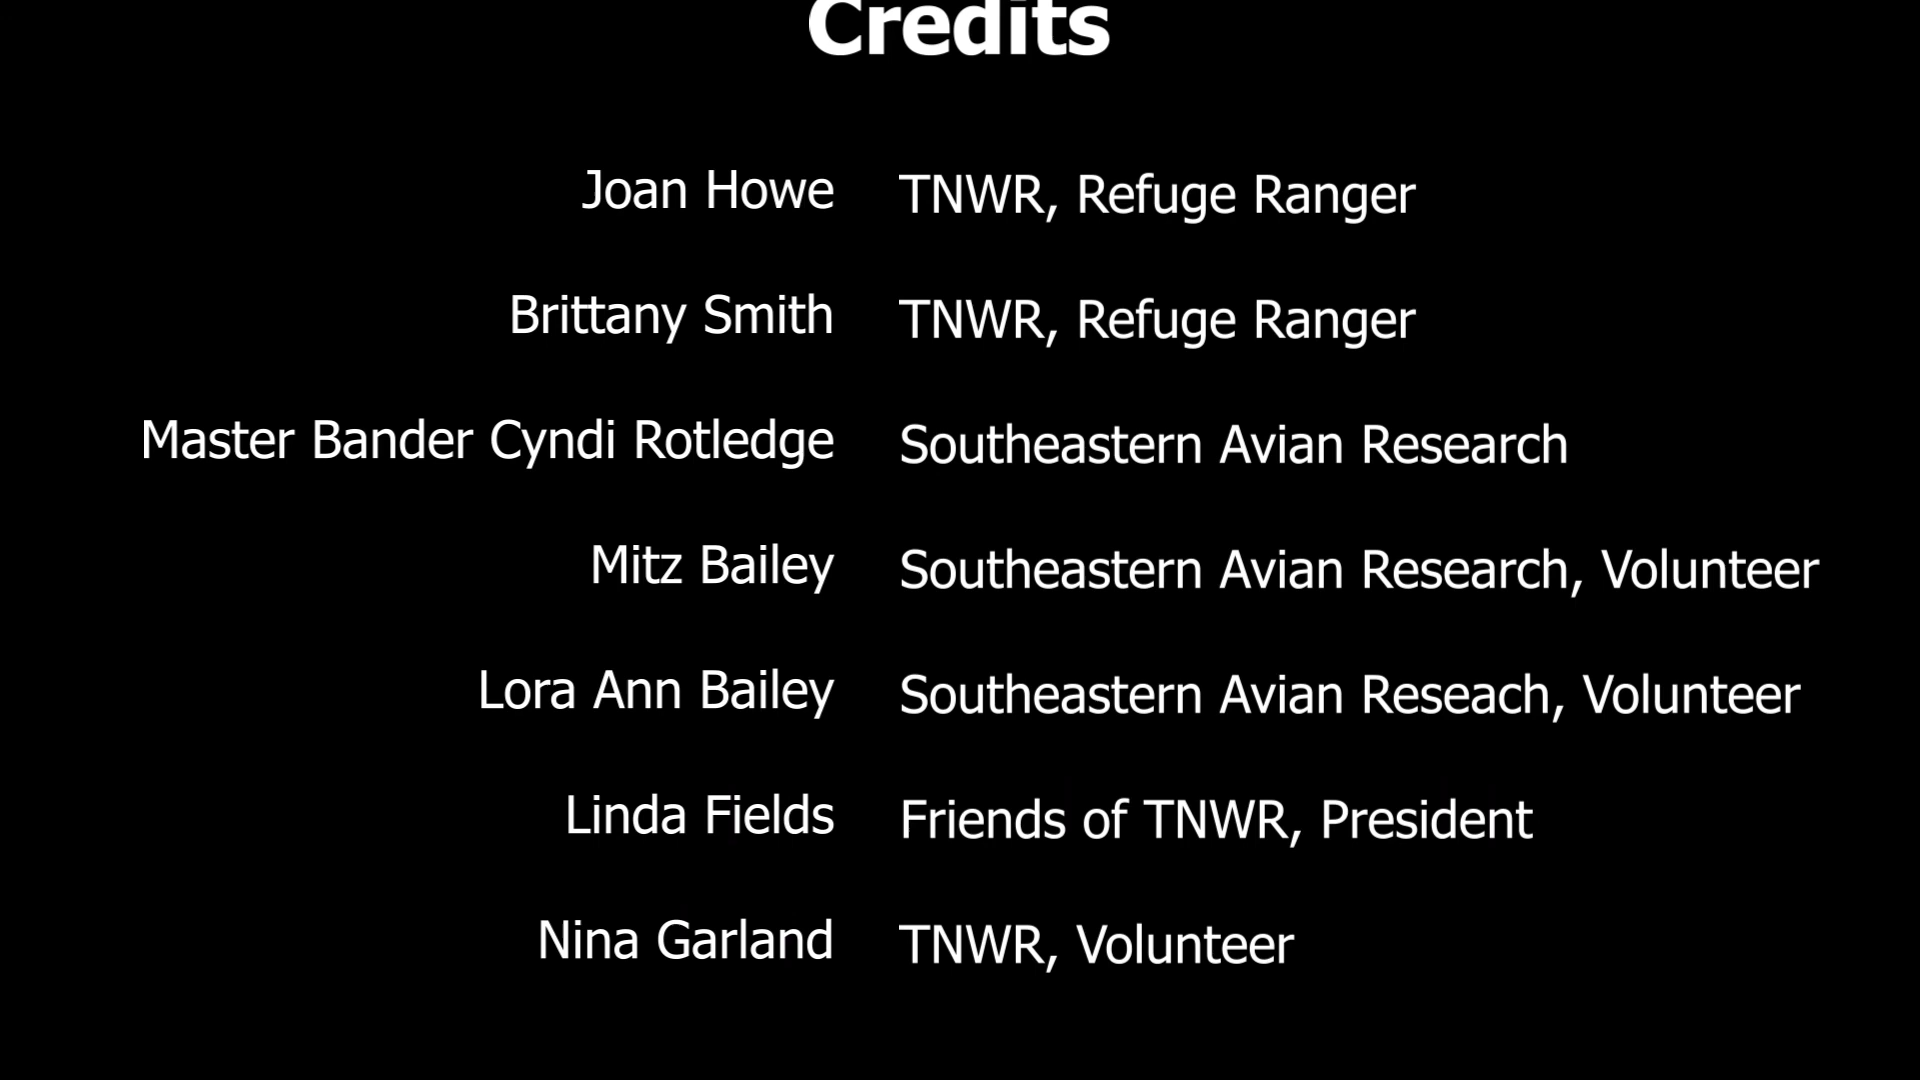 Credits
Joan Howe TNWR, Refuge Ranger
Brittany Smith TNWR, Refuge Ranger
Master Bander Cyndi Rotledge Southeastern Avian Research
Mitz Bailey Southeastern Avian Research, Volunteer
Lora Ann Bailey Southeastern Avian Reseach, Volunteer
Linda Fields Friends of TNWR, President
Nina Garland TNWR, Volunteer